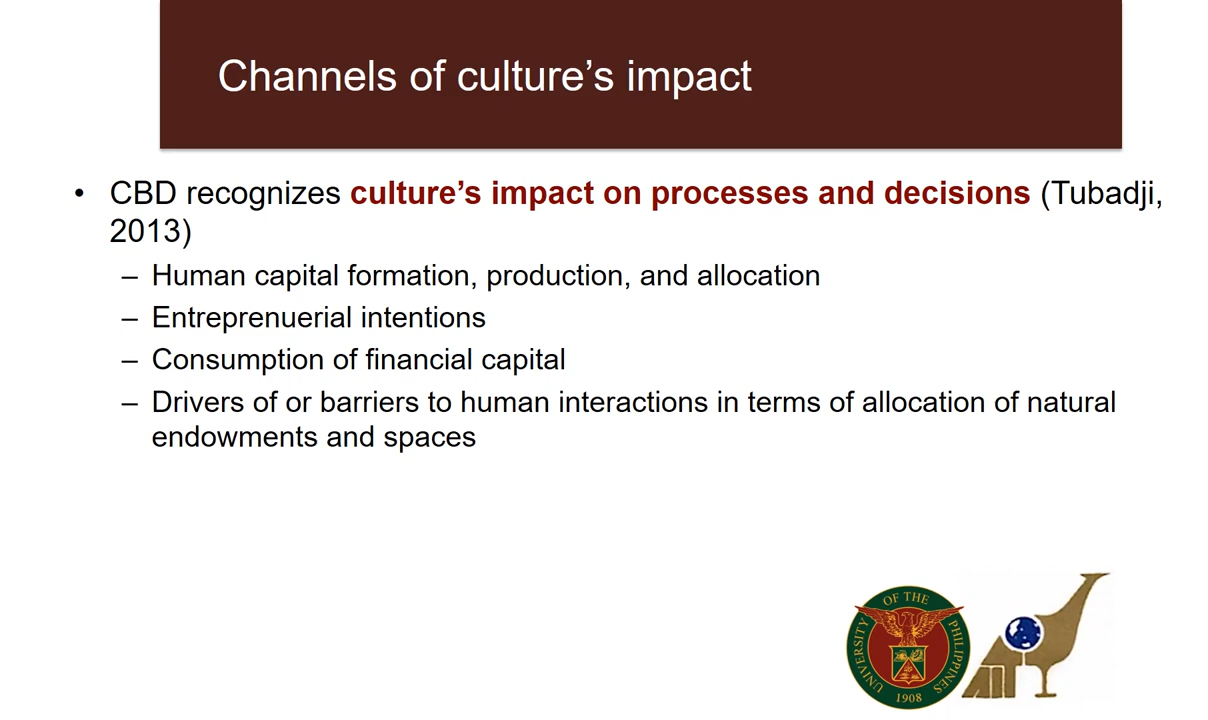 Channels of culture’s impact
• CBD recognizes culture’s impact on processes and decisions (Tubadji,
2013)
– Human capital formation, production, and allocation
– Entreprenuerial intentions
– Consumption of financial capital
– Drivers of or barriers to human interactions in terms of allocation of natural
endowments and spaces
UNIVERSITY OF THE PHILIPPINES
1908
AIT